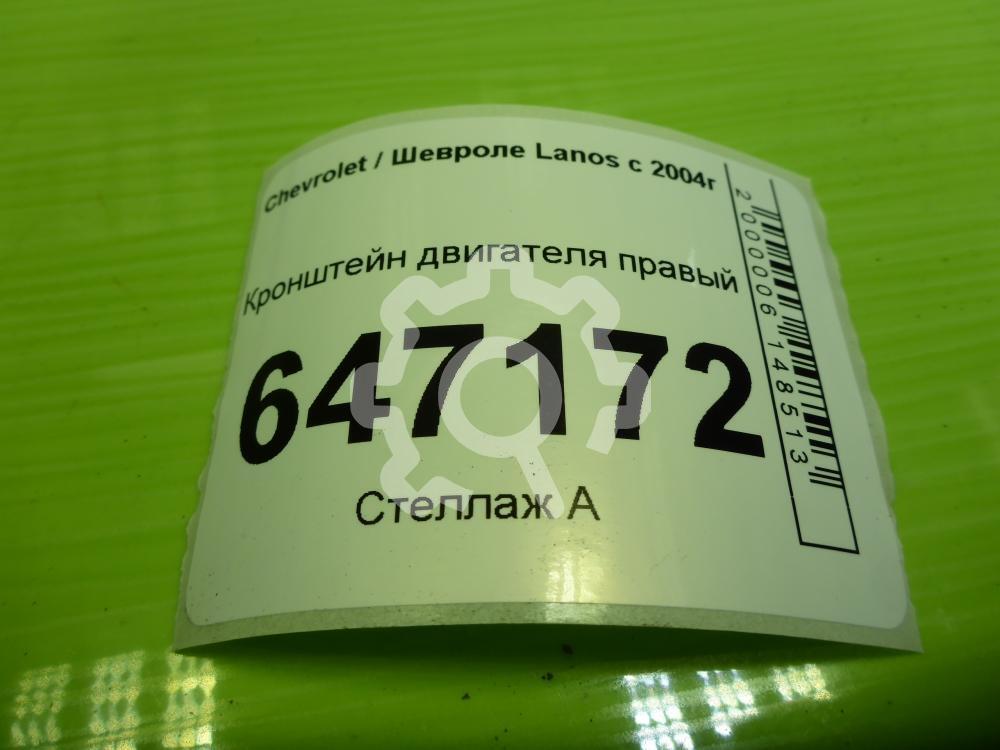 Chevrolet / Шевроле Lanos с 2004г
Кронштейн двигателя правый
647172
Стеллаж А
2000006148513